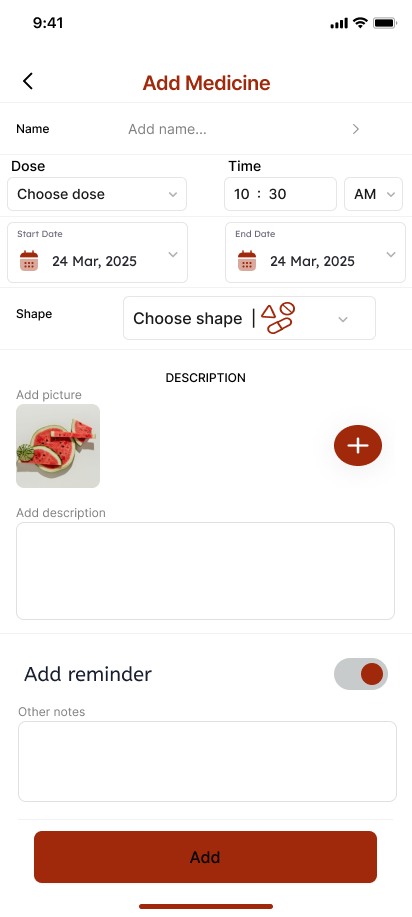 9:41
Add Medicine
Name Add name...
Dose Time
Choose dose 10 : 30 AM
Start Date End Date
24 Mar, 2025 24 Mar, 2025
Shape Choose shape |
DESCRIPTION
Add picture
Add description
Add reminder
Other notes
Add